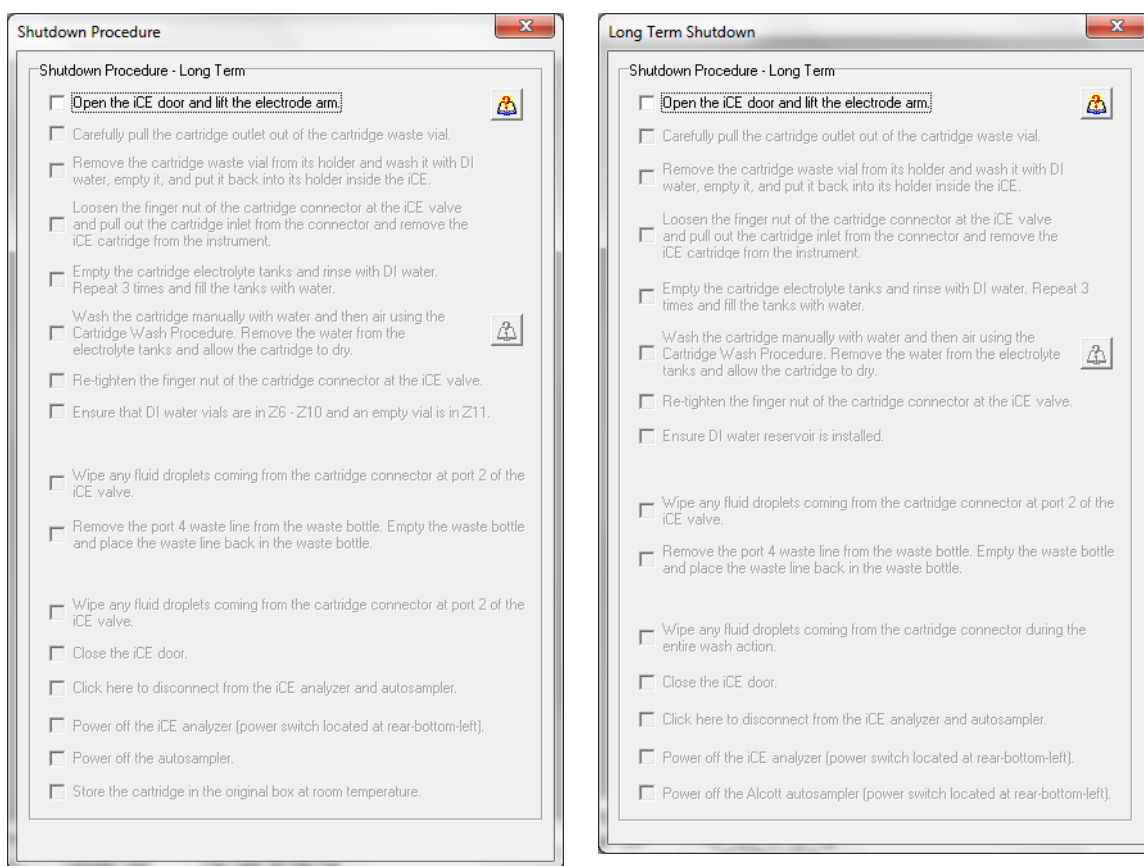 Shutdown Procedure
Shutdown Procedure - Long Term
Open the iCE door and lift the electrode arm.
Carefully pull the cartridge outlet out of the cartridge waste vial.
Remove the cartridge waste vial from its holder and wash it with DI
water, empty it, and put it back into its holder inside the iCE.
Loosen the finger nut of the cartridge connector at the iCE valve
and pull out the cartridge inlet from the connector and remove the
iCE cartridge from the instrument.
Empty the cartridge electrolyte tanks and rinse with DI water.
Repeat 3 times and fill the tanks with water.
Wash the cartridge manually with water and then air using the
Cartridge Wash Procedure. Remove the water from the
electrolyte tanks and allow the cartridge to dry.
Re-tighten the finger nut of the cartridge connector at the iCE valve.
Ensure that DI water vials are in Z6 - Z10 and an empty vial is in Z11.
Wipe any fluid droplets coming from the cartridge connector at port 2 of the
iCE valve.
Remove the port 4 waste line from the waste bottle. Empty the waste bottle
and place the waste line back in the waste bottle.
Wipe any fluid droplets coming from the cartridge connector at port 2 of the
iCE valve.
Close the iCE door.
Click here to disconnect from the iCE analyzer and autosampler.
Power off the iCE analyzer (power switch located at rear-bottom-left).
Power off the autosampler.
Store the cartridge in the original box at room temperature.
Long Term Shutdown
Shutdown Procedure - Long Term
Open the iCE door and lift the electrode arm.
Carefully pull the cartridge outlet out of the cartridge waste vial.
Remove the cartridge waste vial from its holder and wash it with DI
water, empty it, and put it back into its holder inside the iCE.
Loosen the finger nut of the cartridge connector at the iCE valve
and pull out the cartridge inlet from the connector and remove the
iCE cartridge from the instrument.
Empty the cartridge electrolyte tanks and rinse with DI water. Repeat 3
times and fill the tanks with water.
Wash the cartridge manually with water and then air using the
Cartridge Wash Procedure. Remove the water from the electrolyte
tanks and allow the cartridge to dry.
Re-tighten the finger nut of the cartridge connector at the iCE valve.
Ensure DI water reservoir is installed.
Wipe any fluid droplets coming from the cartridge connector at port 2 of the
iCE valve.
Remove the port 4 waste line from the waste bottle. Empty the waste bottle
and place the waste line back in the waste bottle.
Wipe any fluid droplets coming from the cartridge connector during the
entire wash action.
Close the iCE door.
Click here to disconnect from the iCE analyzer and autosampler.
Power off the iCE analyzer (power switch located at rear-bottom-left).
Power off the Alcott autosampler (power switch located at rear-bottom-left).